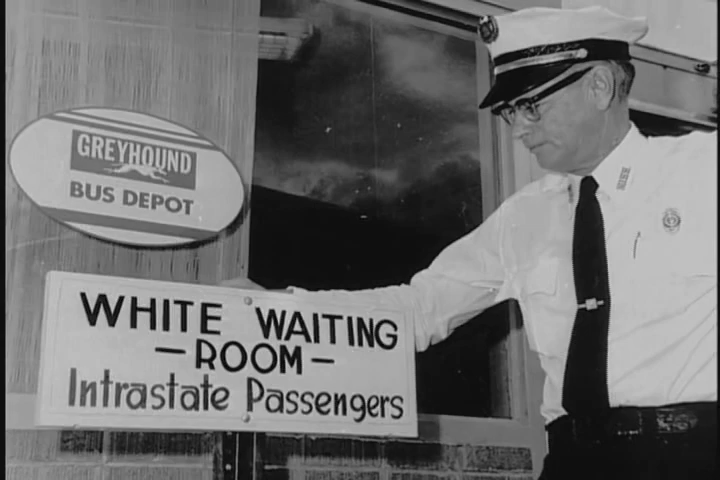 GREYHOUND
BUS DEPOT
WHITE WAITING
—ROOM—
Intrastate Passengers